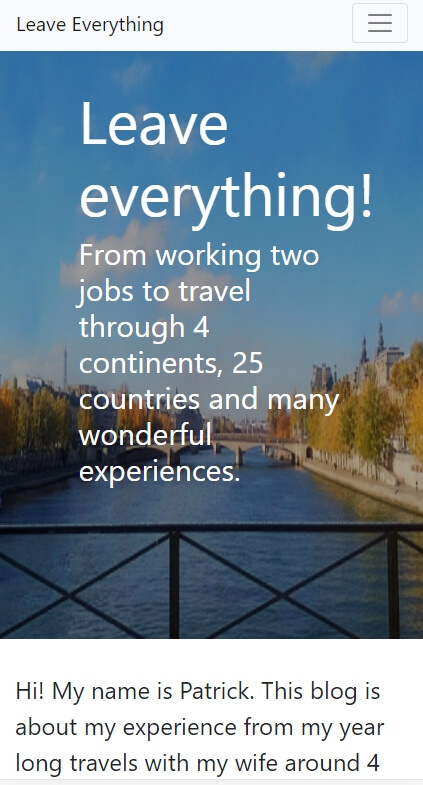 Leave Everything
Leave
everything!
From working two
jobs to travel
through 4
continents, 25
countries and many
wonderful
experiences.
Hi! My name is Patrick. This blog is
about my experience from my year
long travels with my wife around 4